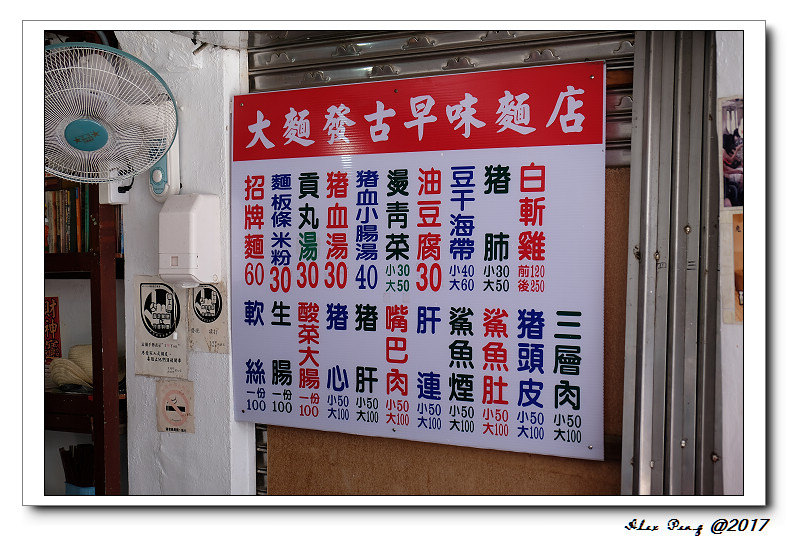 大麵發古早味麵店
招牌麵 60
麵板條米粉 30
貢丸湯 30
豬血湯 30
豬血小腸湯 40
燙青菜 小30 大50
油豆腐 30
豆干海帶 小40 大60
豬肺 小30 大50
白斬雞 前120 後250
軟絲 一份 100
生腸 一份 100
酸菜大腸 一份 100
豬心 小50 大100
豬肝 小50 大100
嘴巴肉 小50 大100
肝連 小50 大100
鯊魚煙 小50 大100
鯊魚肚 小50 大100
豬頭皮 小50 大100
三層肉 小50 大100
財神
Alex Peng @2017